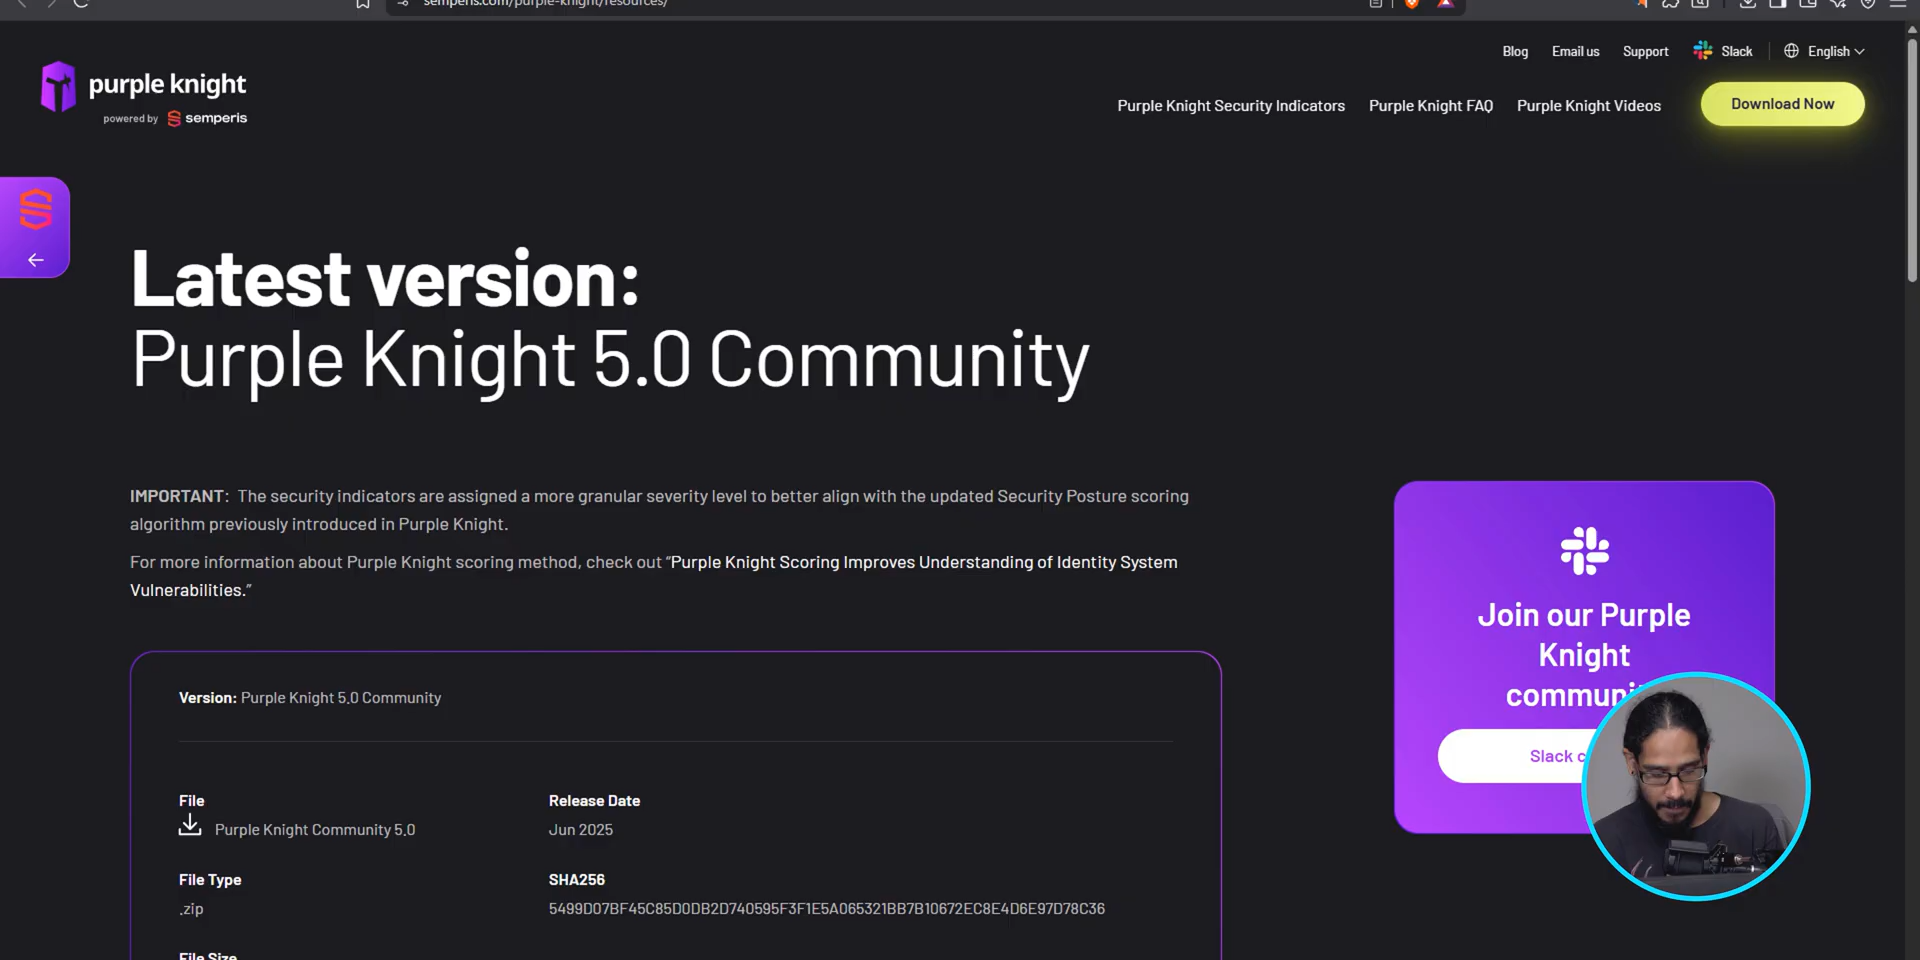 semperis.com/purple-knight/resources/
Blog Email us Support Slack English
purple knight
powered by semperis
Purple Knight Security Indicators Purple Knight FAQ Purple Knight Videos Download Now
Latest version:
Purple Knight 5.0 Community
IMPORTANT: The security indicators are assigned a more granular severity level to better align with the updated Security Posture scoring
algorithm previously introduced in Purple Knight.
For more information about Purple Knight scoring method, check out “Purple Knight Scoring Improves Understanding of Identity System
Vulnerabilities.”
Join our Purple
Knight
Slack
Version: Purple Knight 5.0 Community
File
Purple Knight Community 5.0
Release Date
Jun 2025
File Type
.zip
SHA256
5499D07BF45C85D0DB2D740595F3F1E5A065321BB7B10672EC8E4D6E97D78C36
File Size